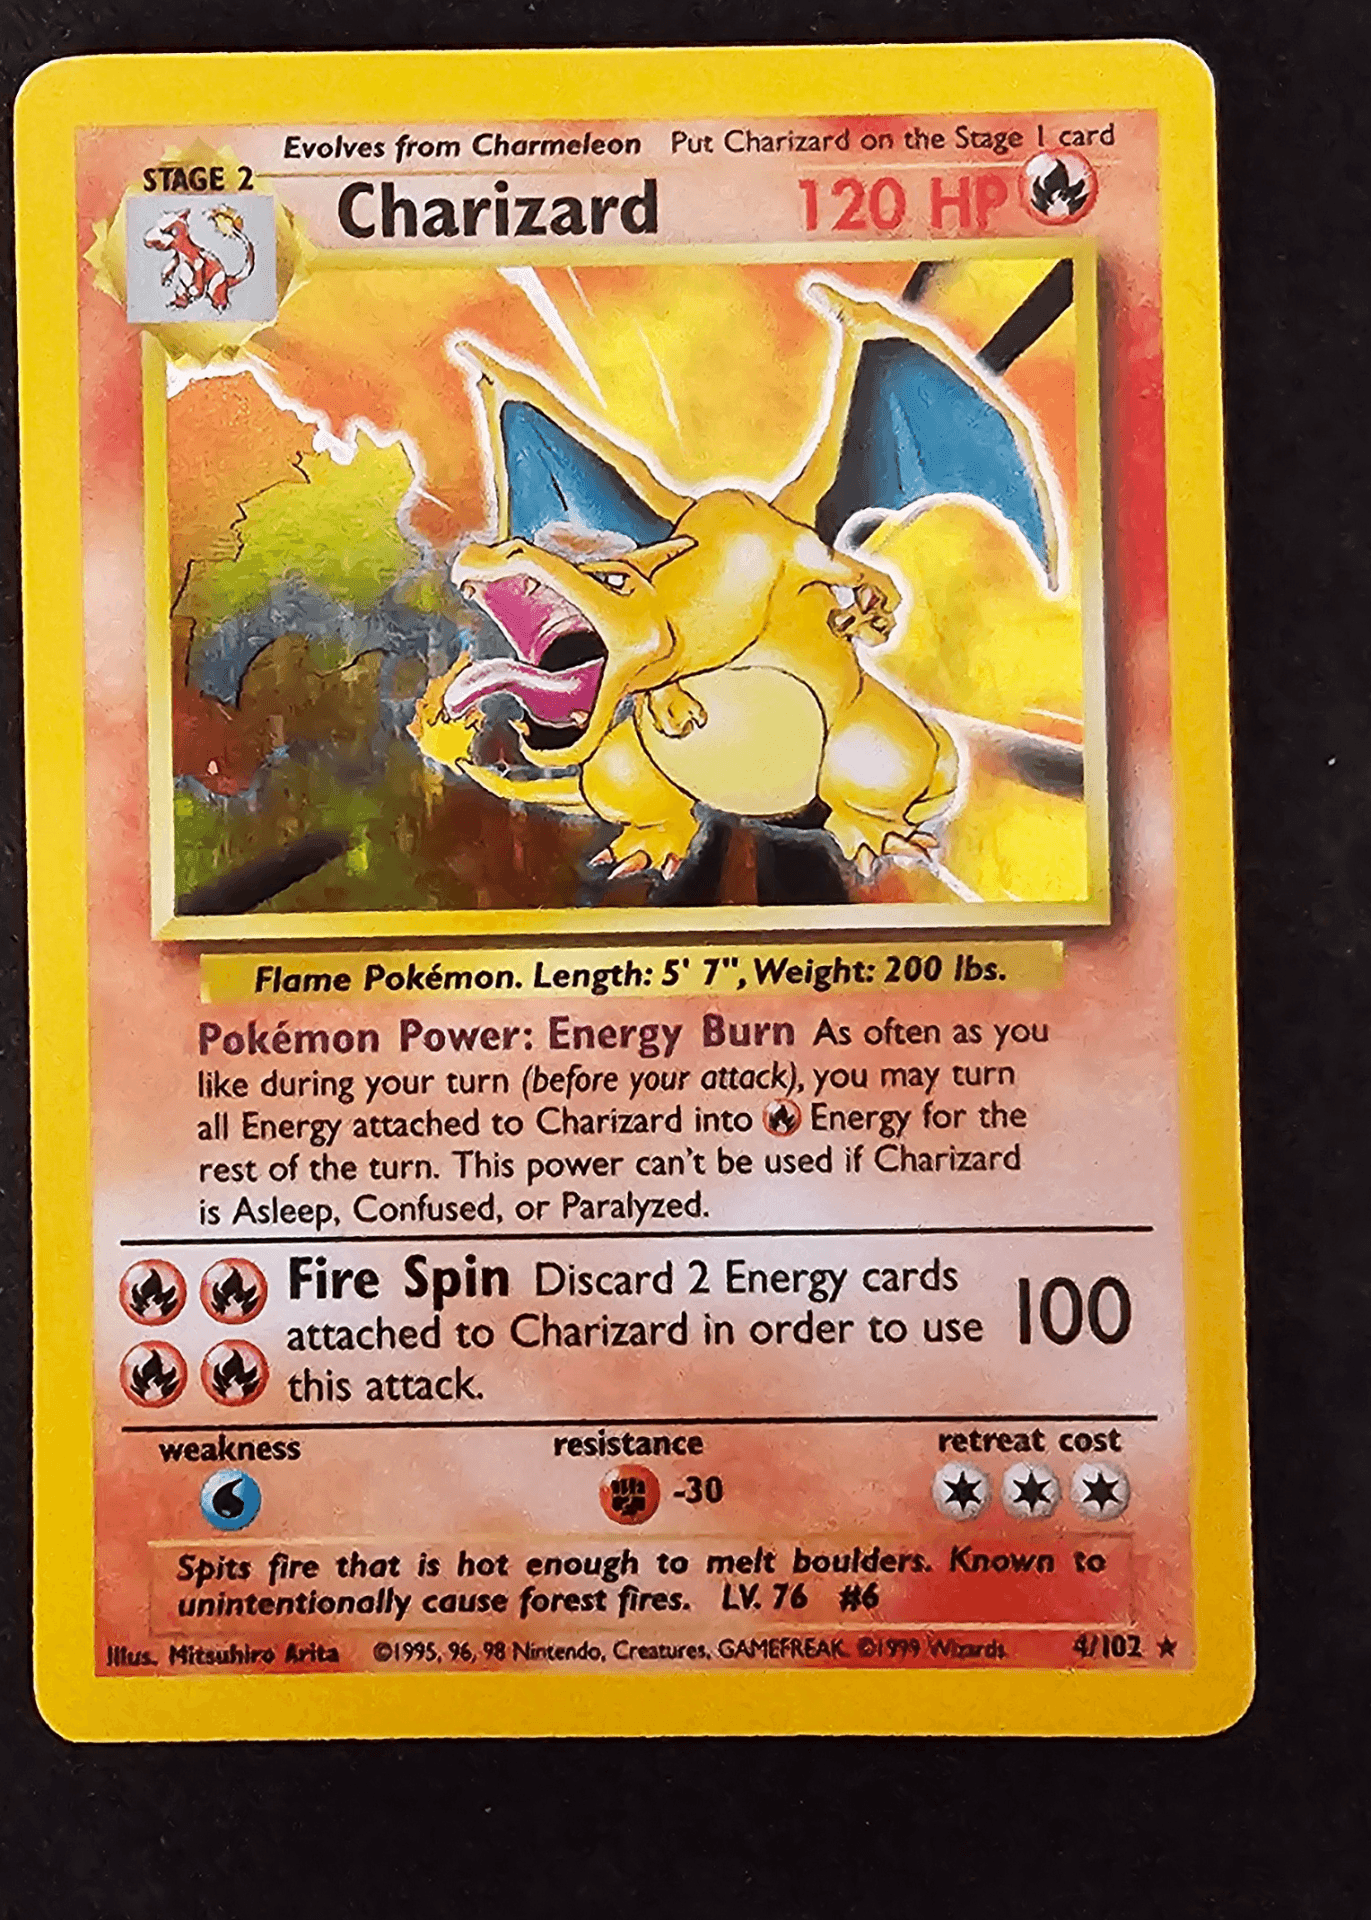 Evolves from Charmeleon Put Charizard on the Stage 1 card
STAGE 2
Charizard 120 HP
Flame Pokémon. Length: 5' 7", Weight: 200 lbs.
Pokémon Power: Energy Burn As often as you
like during your turn (before your attack), you may turn
all Energy attached to Charizard into Energy for the
rest of the turn. This power can't be used if Charizard
is Asleep, Confused, or Paralyzed.
Fire Spin Discard 2 Energy cards
attached to Charizard in order to use 100
this attack.
weakness resistance retreat cost
-30
Spits fire that is hot enough to melt boulders. Known to
unintentionally cause forest fires. LV. 76 #6
Illus. Mitsuhiro Arita ©1995, 96, 98 Nintendo, Creatures, GAMEFREAK. ©1999 Wizards. 4/102 ★